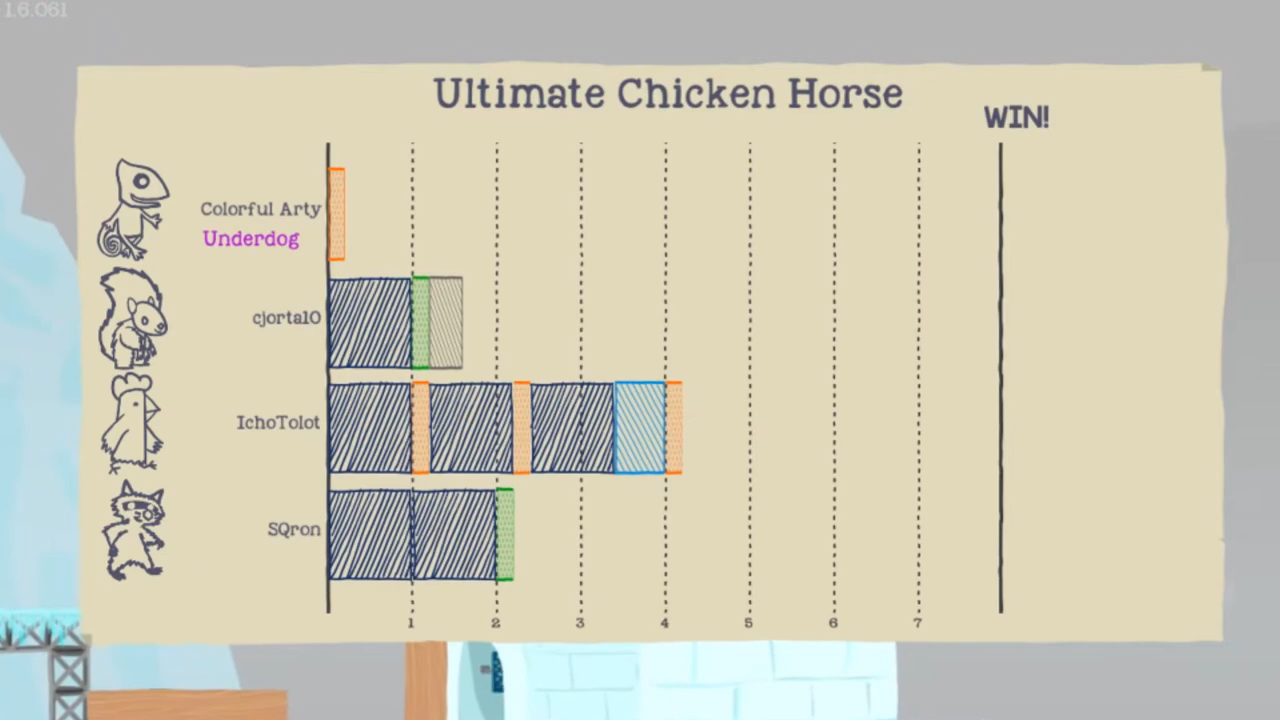 1.6.061
Ultimate Chicken Horse
WIN!
Colorful Arty
Underdog
cjorta10
IchoTolot
SQron
1 2 3 4 5 6 7